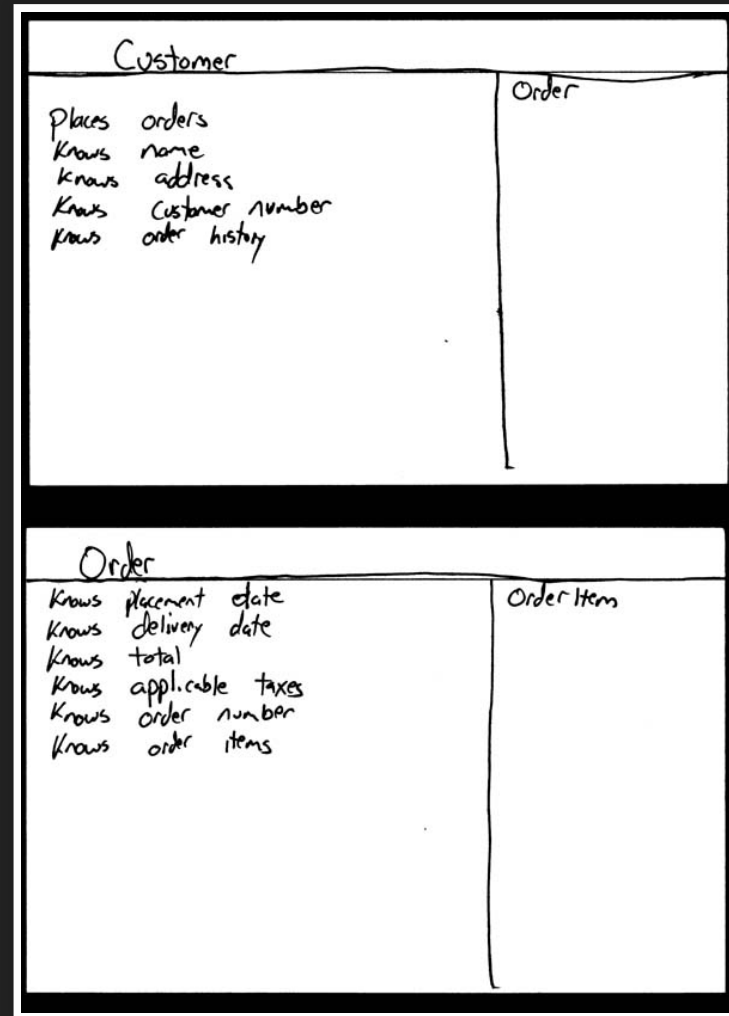 Customer
Places orders
Knows name
Knows address
Knows customer number
Knows order history
Order
Order
Knows placement date
Knows delivery date
Knows total
Knows applicable taxes
Knows order number
Knows order items
Order Item